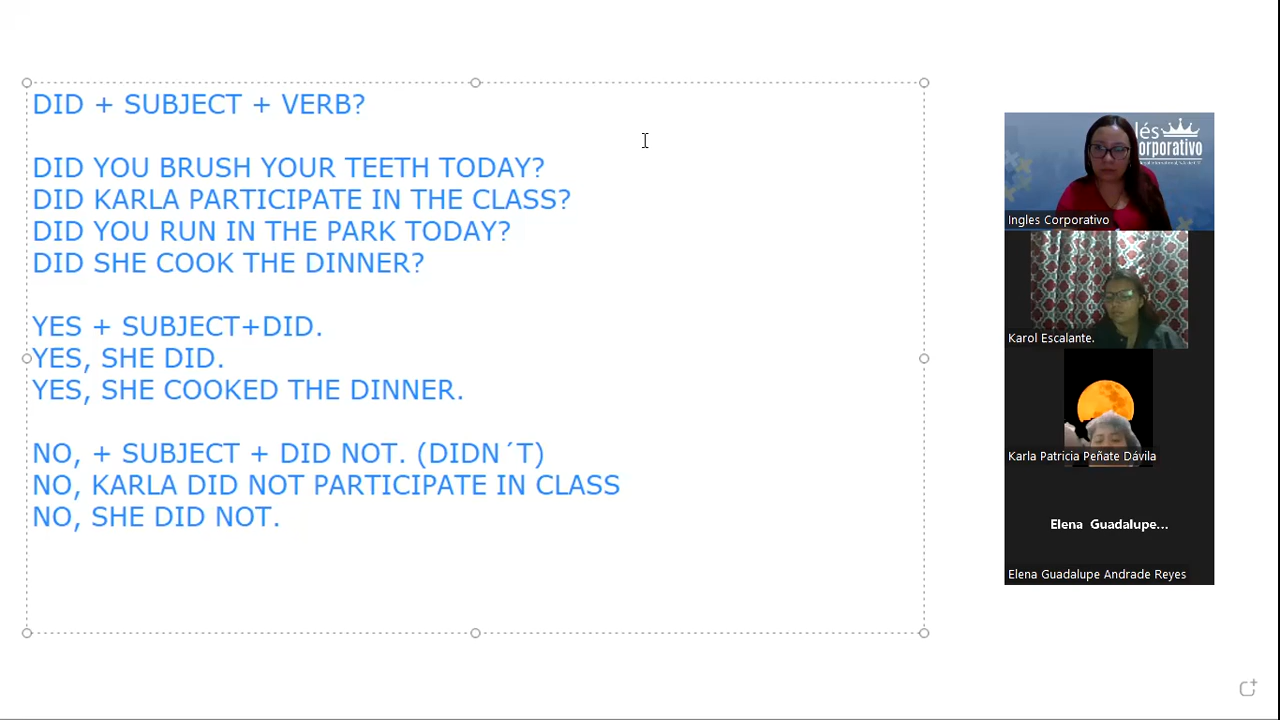 DID + SUBJECT + VERB?
DID YOU BRUSH YOUR TEETH TODAY?
DID KARLA PARTICIPATE IN THE CLASS?
DID YOU RUN IN THE PARK TODAY?
DID SHE COOK THE DINNER?
YES + SUBJECT+DID.
YES, SHE DID.
YES, SHE COOKED THE DINNER.
NO, + SUBJECT + DID NOT. (DIDN´T)
NO, KARLA DID NOT PARTICIPATE IN CLASS
NO, SHE DID NOT.
lés
orporativo
Ingles Corporativo
Karol Escalante.
Karla Patricia Peñate Dávila
Elena Guadalupe...
Elena Guadalupe Andrade Reyes